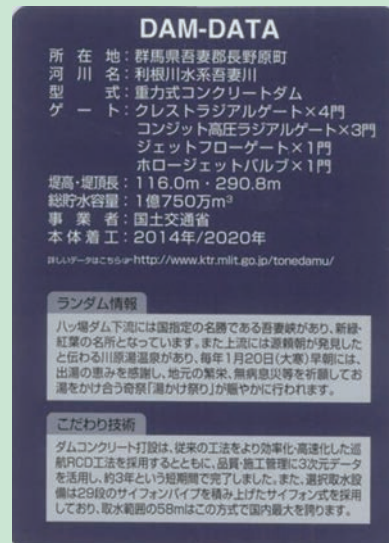 DAM-DATA
所在地：群馬県吾妻郡長野原町
河川名：利根川水系吾妻川
型式：重力式コンクリートダム
ゲート：クレストラジアルゲート×4門
コンジット高圧ラジアルゲート×3門
ジェットフローゲート×1門
ホロージェットバルブ×1門
堤高・堤頂長：116.0m・290.8m
総貯水容量：1億750万m³
事業者：国土交通省
本体着工：2014年/2020年
詳しいデータはこちら☞http://www.ktr.mlit.go.jp/tonedamu/
ランダム情報
八ッ場ダム下流には国指定の名勝である吾妻峡があり、新緑・
紅葉の名所となっています。また上流には源頼朝が発見した
と伝わる川原湯温泉があり、毎年1月20日(大寒)早朝には、
出湯の恵みを感謝し、地元の繁栄、無病息災等を祈願してお
湯をかけ合う奇祭「湯かけ祭り」が賑やかに行われます。
こだわり技術
ダムコンクリート打設は、従来の工法をより効率化・高速化した巡
航RCD工法を採用するとともに、品質・施工管理に3次元データ
を活用し、約3年という短期間で完了しました。また、選択取水設
備は29段のサイフォンパイプを積み上げたサイフォン式を採用
しており、取水範囲の58mはこの方式で国内最大を誇ります。